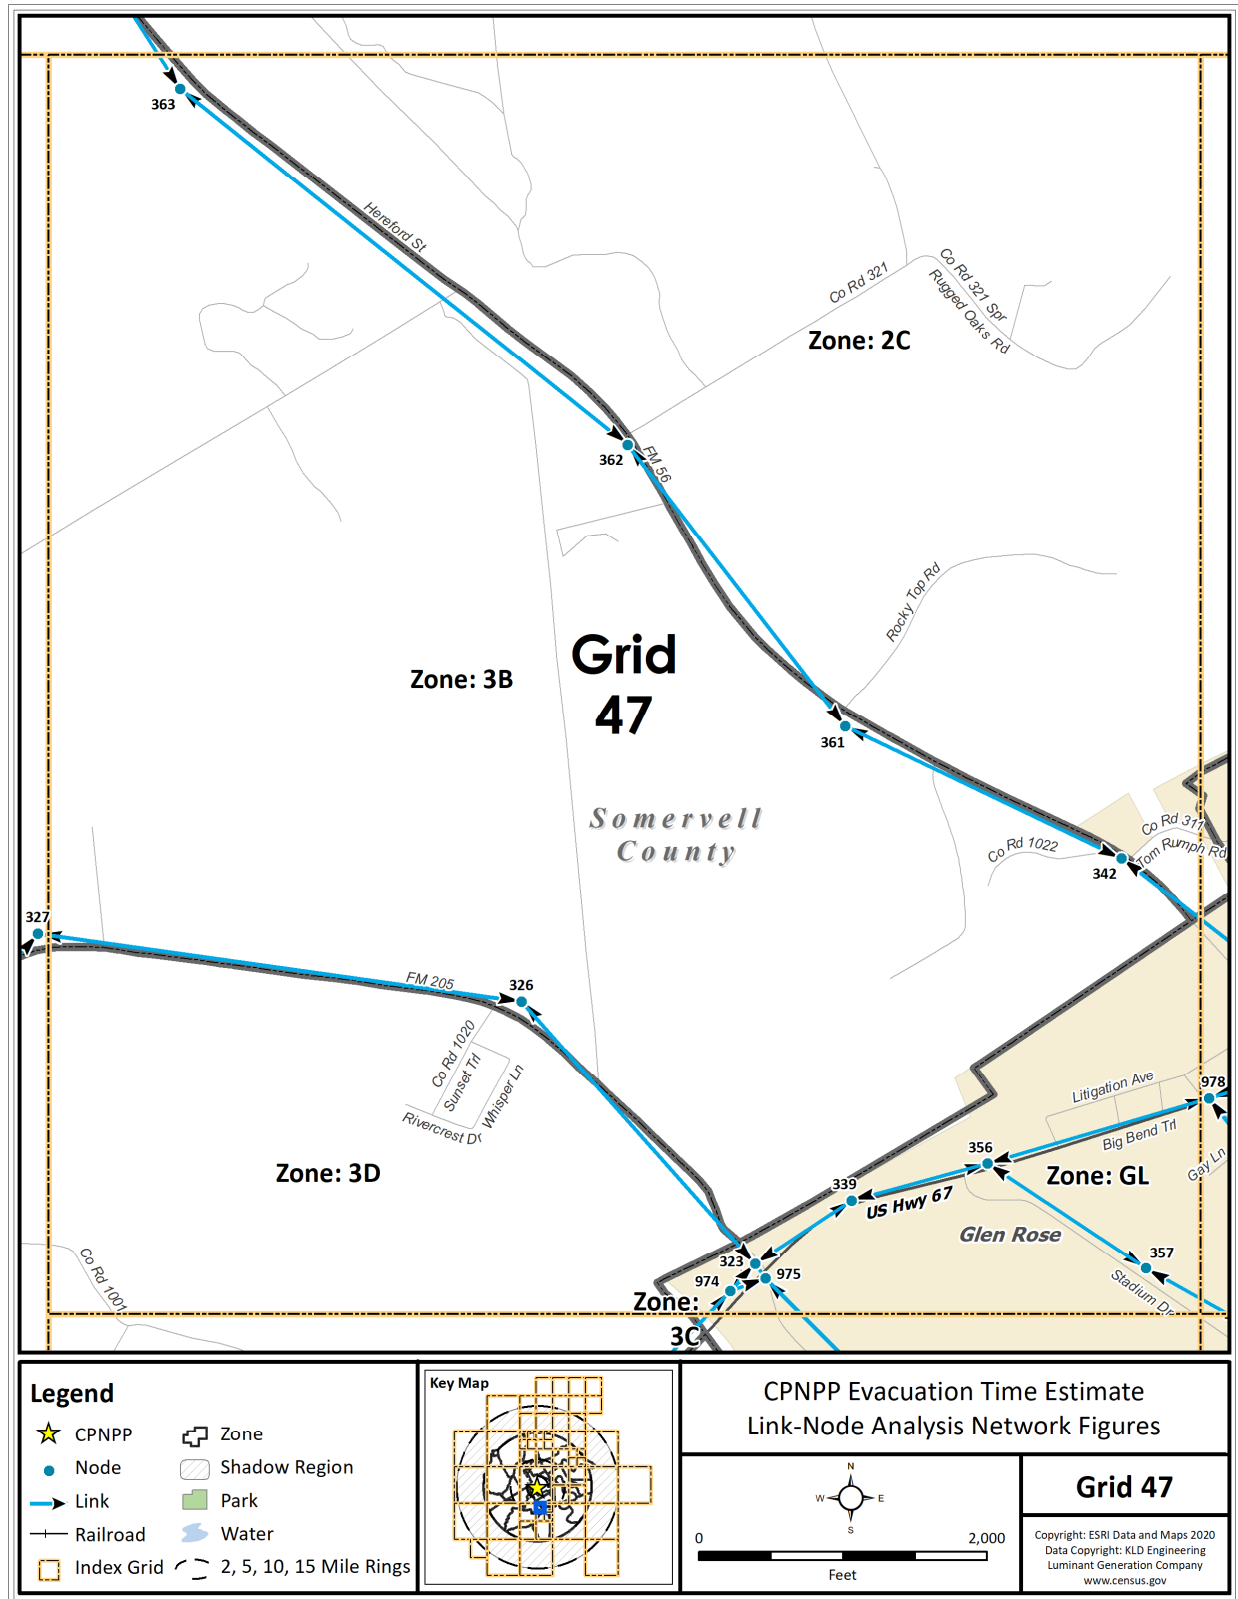 363
Hereford St
Co Rd 321
Co Rd 321 Spr
Rugged Oaks Rd
Zone: 2C
362
FM 56
Rocky Top Rd
Grid
47
Zone: 3B
361
Somervell
County
Co Rd 311
Tom Rumph Rd
Co Rd 1022
342
327
FM 205
326
Co Rd 1020
Sunset Trl
Whisper Ln
Rivercrest Dr
Litigation Ave
978
Big Bend Trl
356
Zone: GL
Gay Ln
Zone: 3D
339
US Hwy 67
Glen Rose
323
357
974
975
Co Rd 1001
Stadium Dr
Zone:
3C
Legend
CPNPP
Zone
Node
Shadow Region
Link
Park
Railroad
Water
Index Grid
2, 5, 10, 15 Mile Rings
Key Map
CPNPP Evacuation Time Estimate
Link-Node Analysis Network Figures
N
W
E
S
0
2,000
Feet
Grid 47
Copyright: ESRI Data and Maps 2020
Data Copyright: KLD Engineering
Luminant Generation Company
www.census.gov